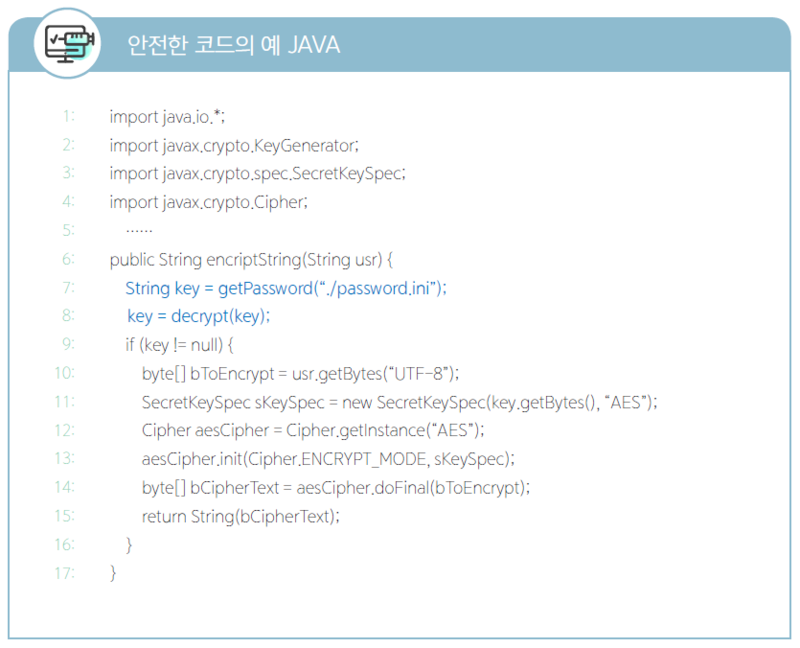 안전한 코드의 예 JAVA
1: import java.io.*;
2: import javax.crypto.KeyGenerator;
3: import javax.crypto.spec.SecretKeySpec;
4: import javax.crypto.Cipher;
5: ……
6: public String encriptString(String usr) {
7: String key = getPassword(“./password.ini”);
8: key = decrypt(key);
9: if (key != null) {
10: byte[] bToEncrypt = usr.getBytes(“UTF-8”);
11: SecretKeySpec sKeySpec = new SecretKeySpec(key.getBytes(), “AES”);
12: Cipher aesCipher = Cipher.getInstance(“AES”);
13: aesCipher.init(Cipher.ENCRYPT_MODE, sKeySpec);
14: byte[] bCipherText = aesCipher.doFinal(bToEncrypt);
15: return String(bCipherText);
16: }
17: }